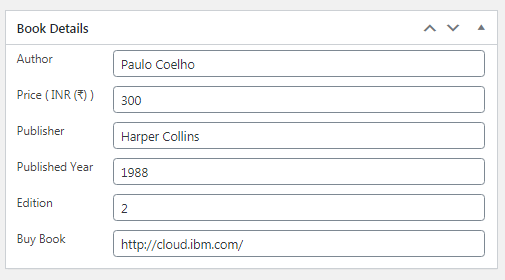 Book Details
Author
Paulo Coelho
Price ( INR (₹) )
300
Publisher
Harper Collins
Published Year
1988
Edition
2
Buy Book
http://cloud.ibm.com/